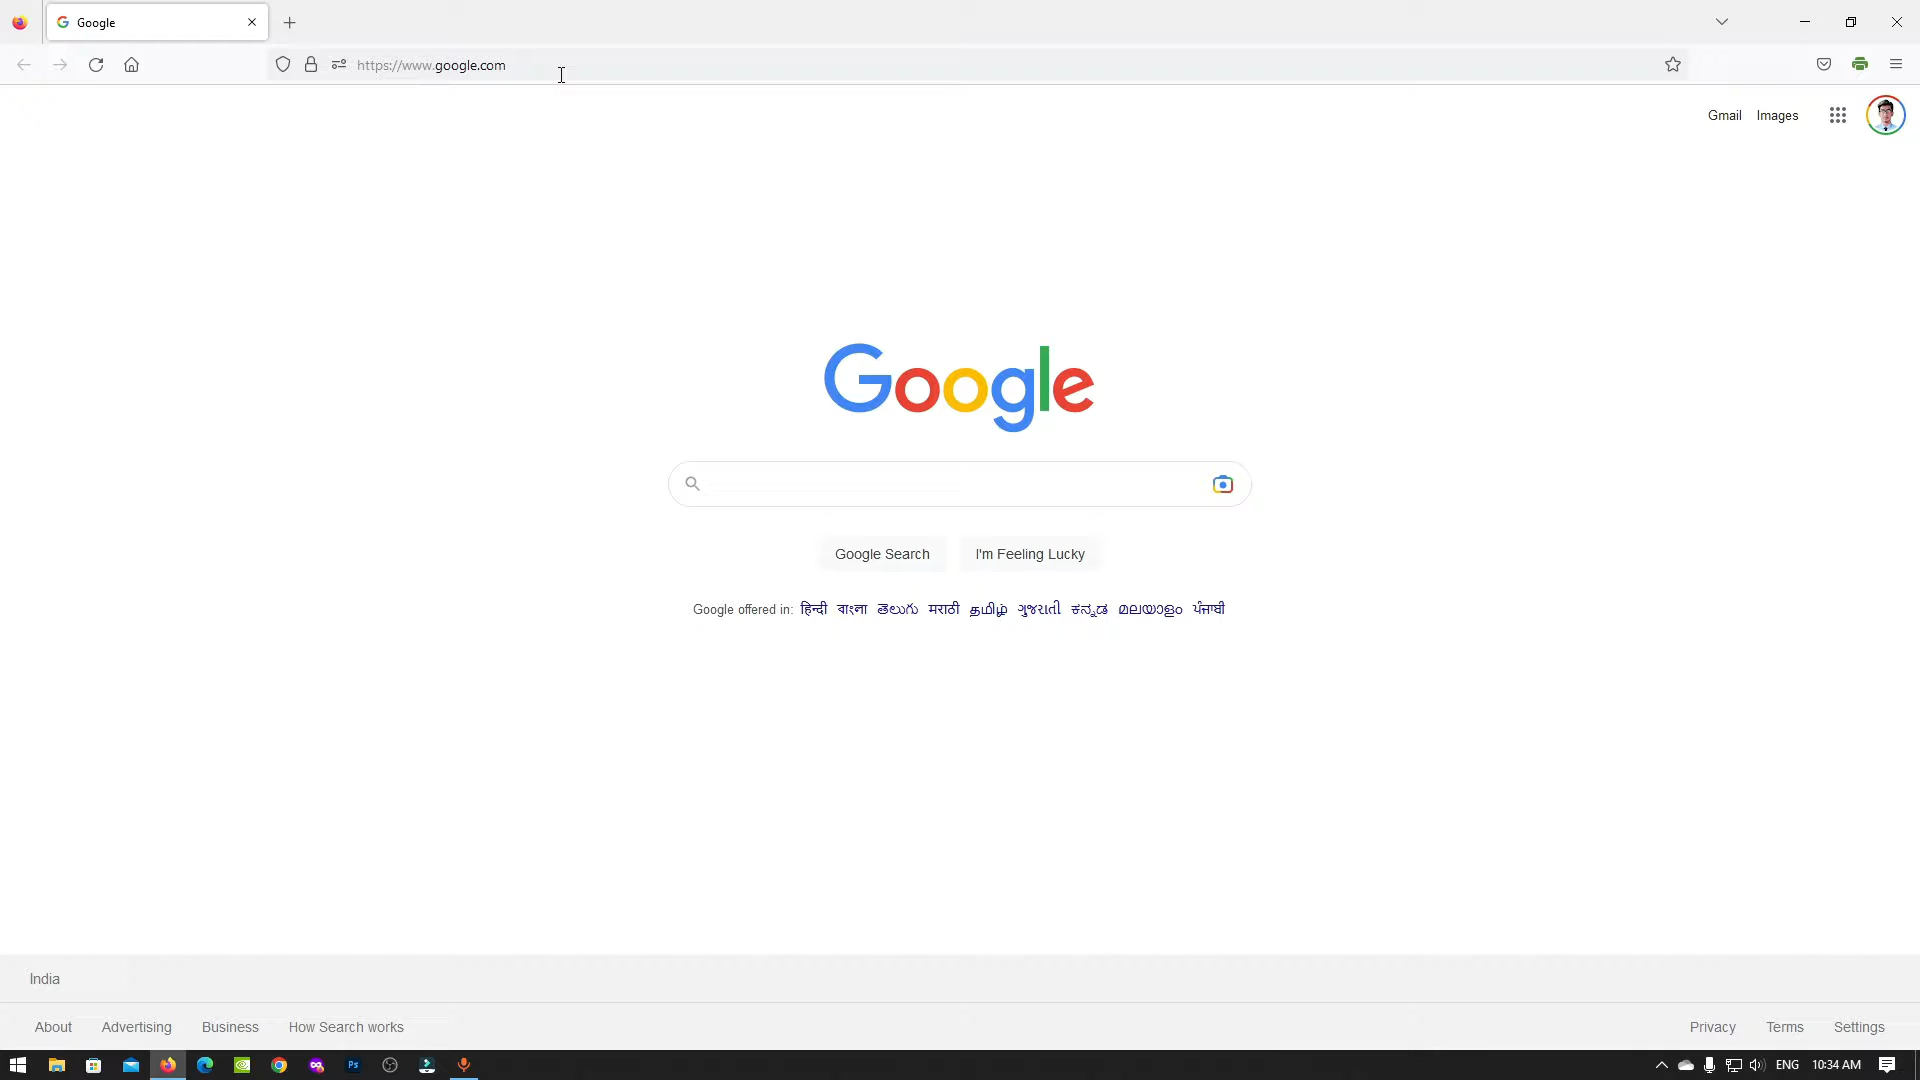 Google
https://www.google.com
Gmail Images
Google
Google Search I'm Feeling Lucky
Google offered in: हिन्दी বাংলা తెలుగు मराठी தமிழ் ગુજરાતી ಕನ್ನಡ മലയാളം ਪੰਜਾਬੀ
India
About Advertising Business How Search works Privacy Terms Settings
Ps ENG 10:34 AM